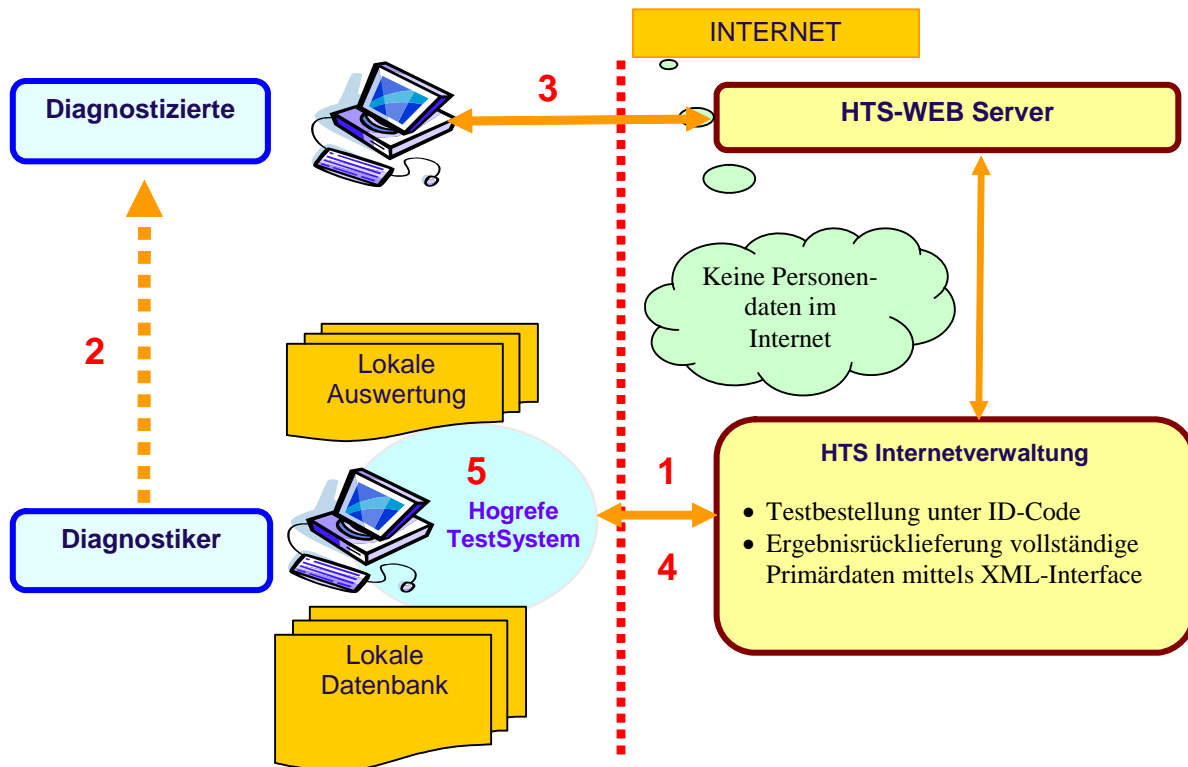 INTERNET
Diagnostizierte
3
HTS-WEB Server
Keine Personen-
daten im
Internet
2
Lokale
Auswertung
5
Hogrefe
TestSystem
1
4
HTS Internetverwaltung
• Testbestellung unter ID-Code
• Ergebnisrücklieferung vollständige
Primärdaten mittels XML-Interface
Diagnostiker
Lokale
Datenbank